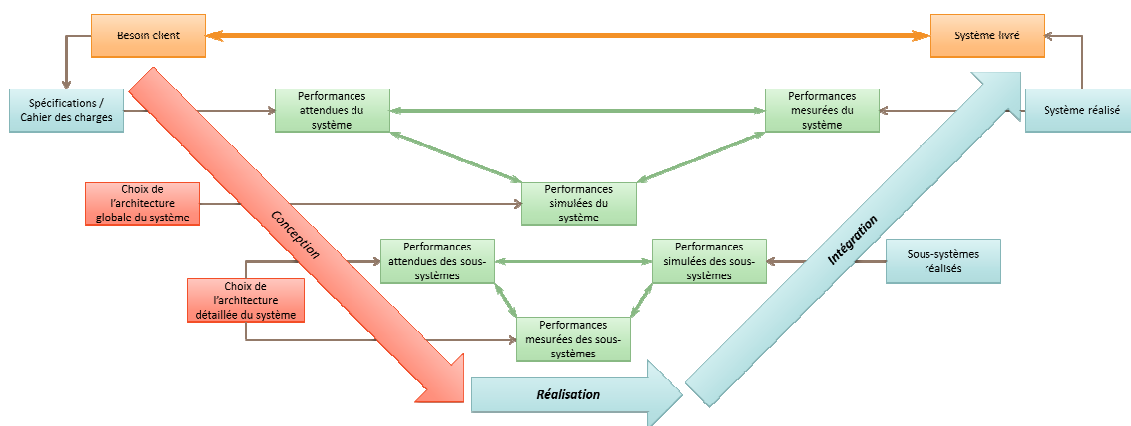 Besoin client
Système livré
Spécifications /
Cahier des charges
Performances
attendues du
système
Performances
mesurées du
système
Système réalisé
Choix de
l’architecture
globale du système
Performances
simulées du
système
Conception
Intégration
Performances
attendues des sous-
systèmes
Performances
simulées des sous-
systèmes
Sous-systèmes
réalisés
Choix de
l’architecture
détaillée du système
Performances
mesurées des sous-
systèmes
Réalisation